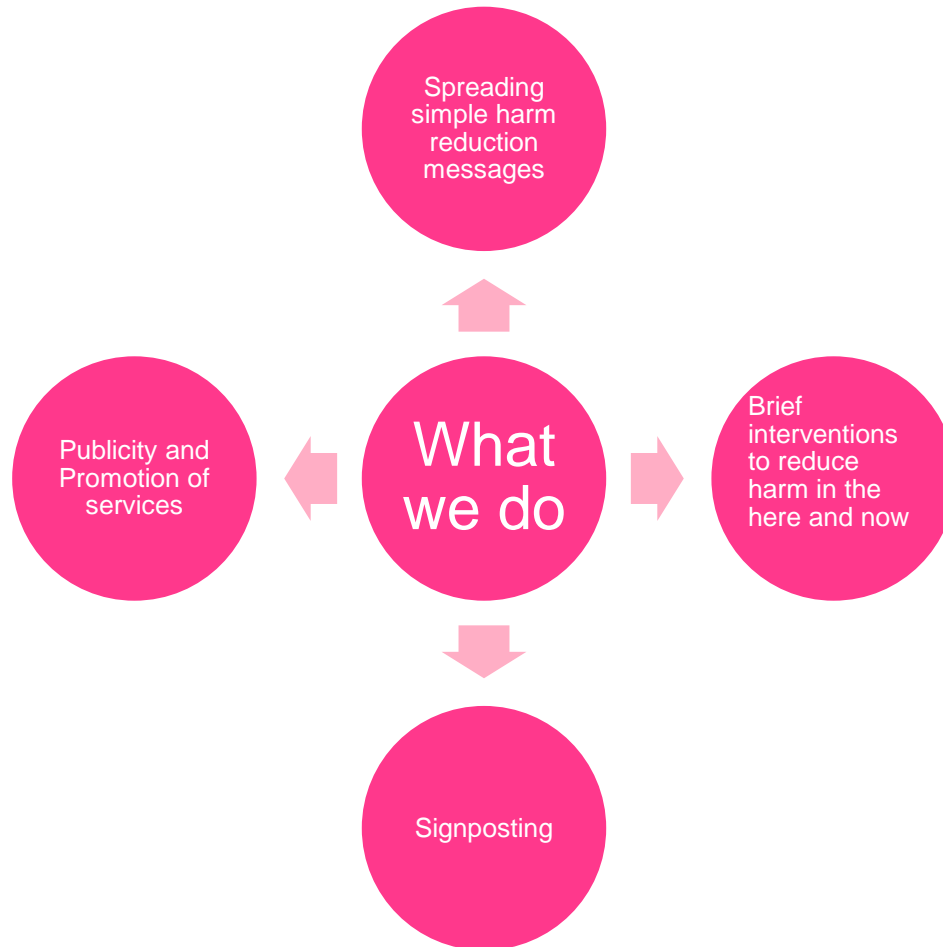 Spreading
simple harm
reduction
messages
Publicity and
Promotion of
services
What
we do
Brief
interventions
to reduce
harm in the
here and now
Signposting